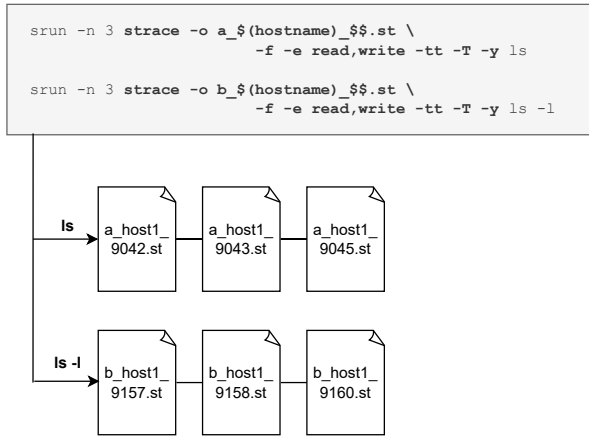 srun -n 3 strace -o a_$(hostname)_$$.st \
-f -e read,write -tt -T -y ls
srun -n 3 strace -o b_$(hostname)_$$.st \
-f -e read,write -tt -T -y ls -l
ls
a_host1_
9042.st
a_host1_
9043.st
a_host1_
9045.st
ls -l
b_host1_
9157.st
b_host1_
9158.st
b_host1_
9160.st